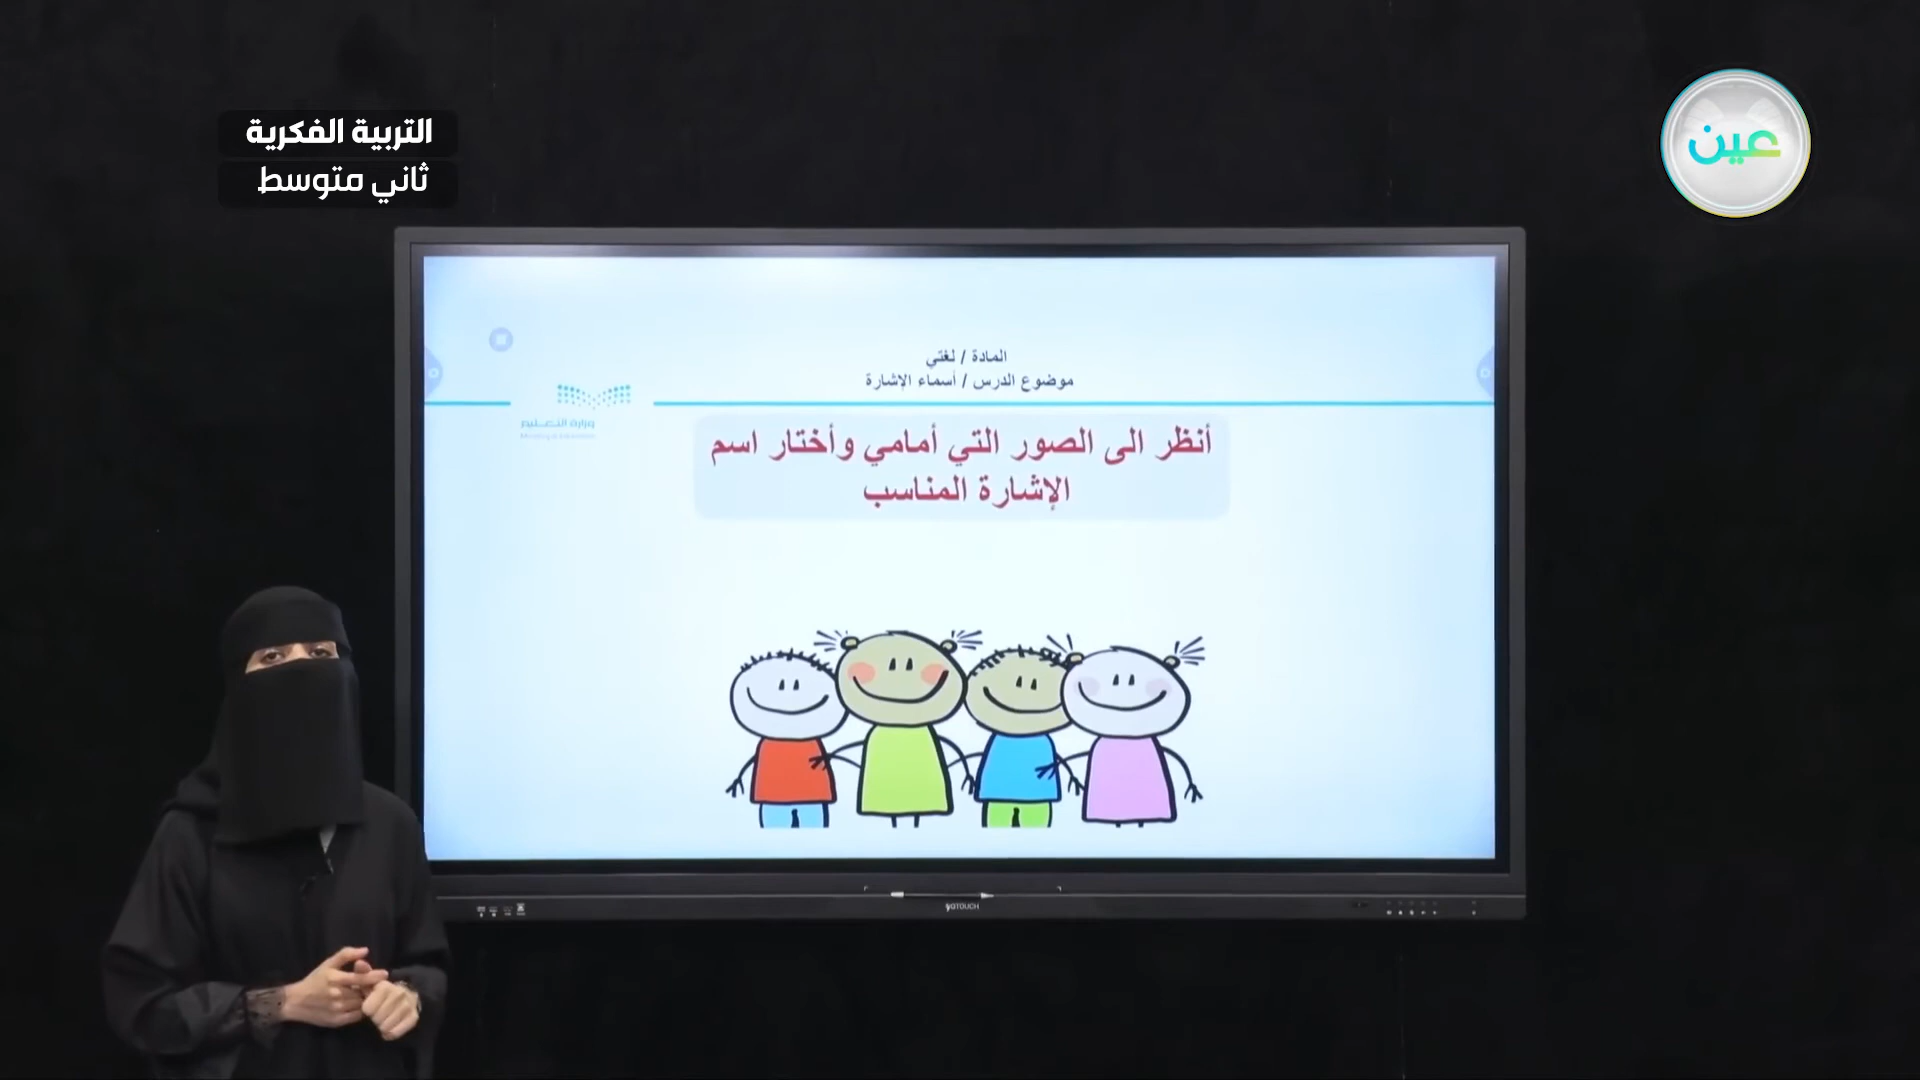 التربية الفكرية
ثاني متوسط
عين
المادة / لغتي
موضوع الدرس / أسماء الإشارة
وزارة التعليم
أنظر الى الصور التي أمامي وأختار اسم
الإشارة المناسب